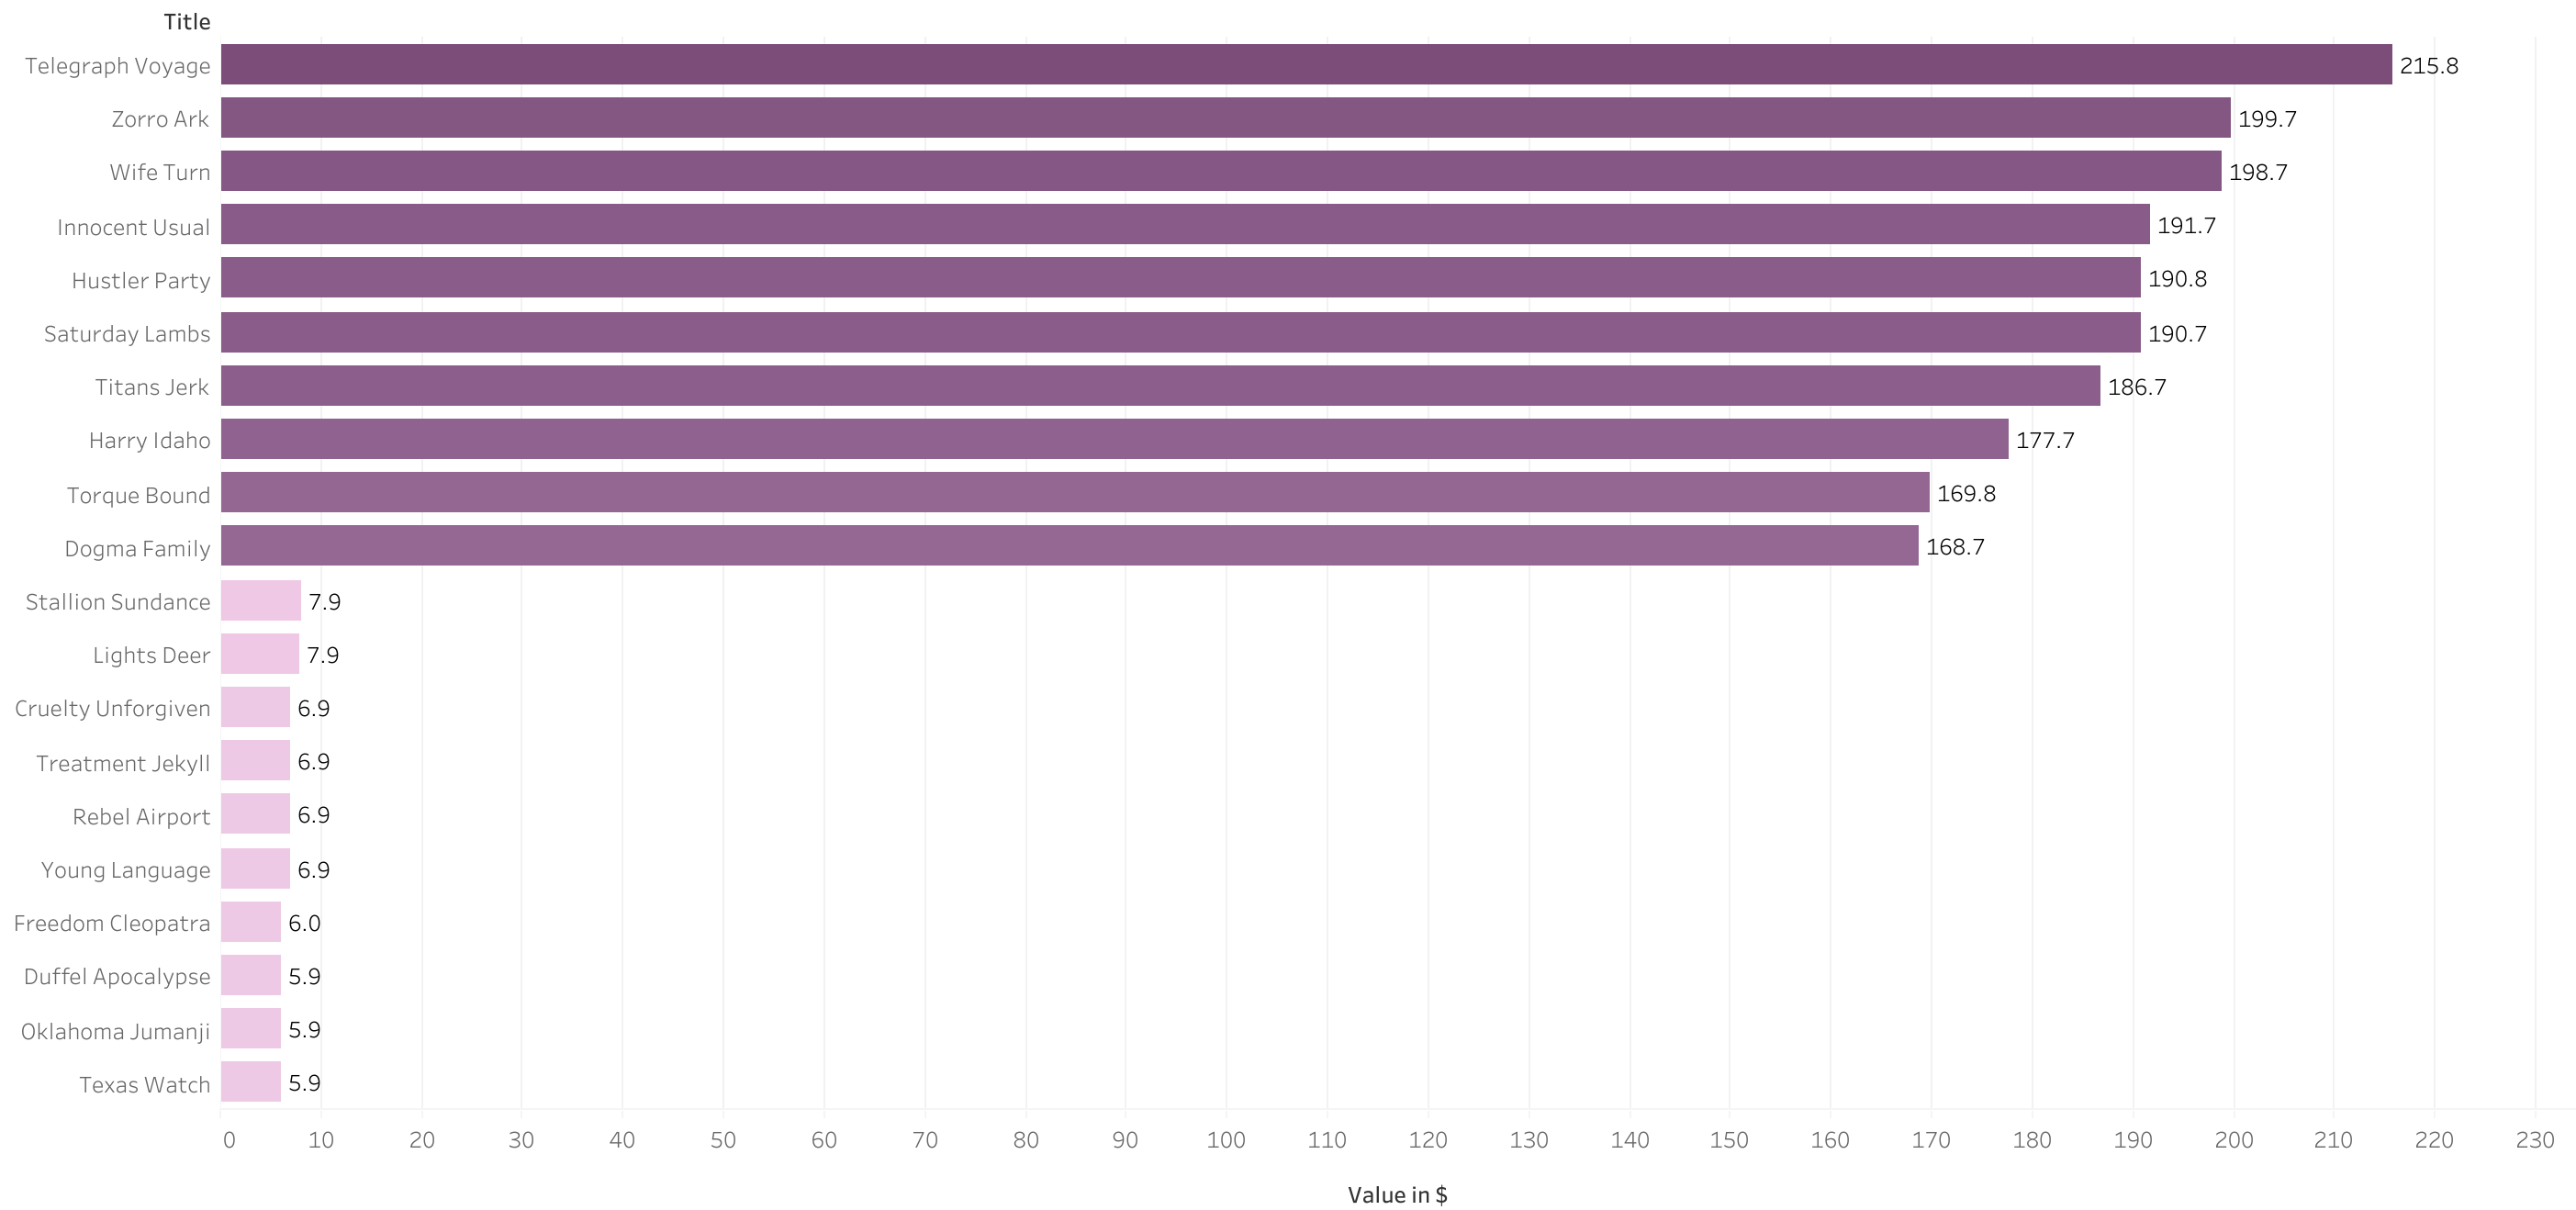 Title
Telegraph Voyage 215.8
Zorro Ark 199.7
Wife Turn 198.7
Innocent Usual 191.7
Hustler Party 190.8
Saturday Lambs 190.7
Titans Jerk 186.7
Harry Idaho 177.7
Torque Bound 169.8
Dogma Family 168.7
Stallion Sundance 7.9
Lights Deer 7.9
Cruelty Unforgiven 6.9
Treatment Jekyll 6.9
Rebel Airport 6.9
Young Language 6.9
Freedom Cleopatra 6.0
Duffel Apocalypse 5.9
Oklahoma Jumanji 5.9
Texas Watch 5.9
0 10 20 30 40 50 60 70 80 90 100 110 120 130 140 150 160 170 180 190 200 210 220 230
Value in $